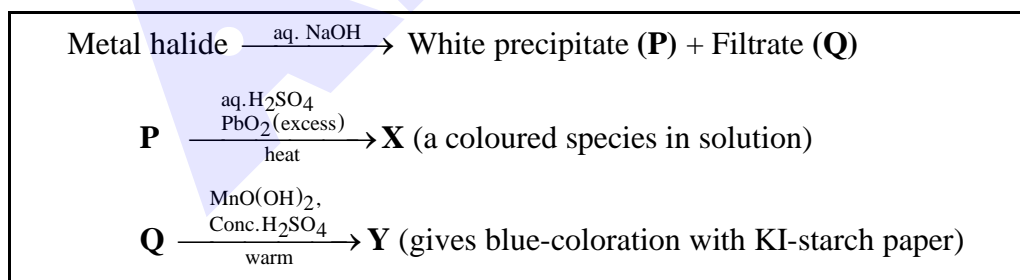 Metal halide aq. NaOH → White precipitate (P) + Filtrate (Q)
aq.H₂SO₄
PbO₂(excess)
P → X (a coloured species in solution)
heat
MnO(OH)₂,
Conc.H₂SO₄
Q → Y (gives blue-coloration with KI-starch paper)
warm